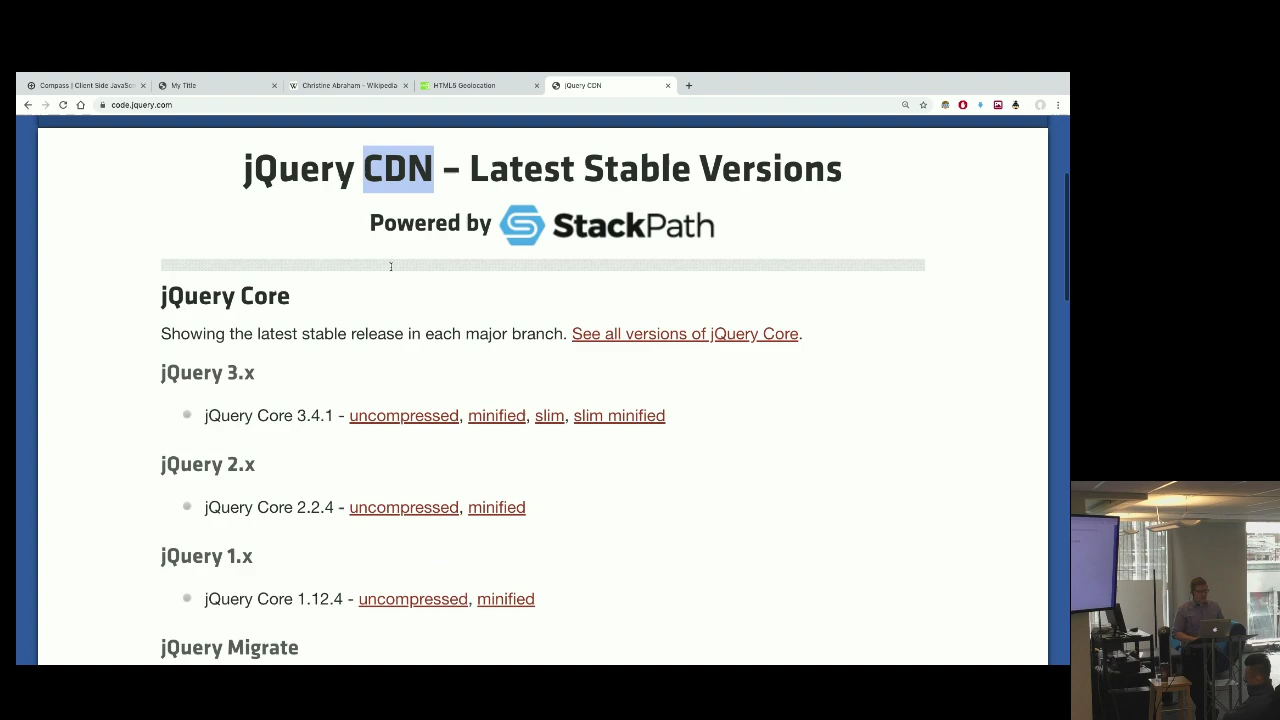 Compass | Client Side JavaScr
My Title
Christine Abraham - Wikipedia
HTML5 Geolocation
jQuery CDN
code.jquery.com
jQuery CDN – Latest Stable Versions
Powered by StackPath
jQuery Core
Showing the latest stable release in each major branch. See all versions of jQuery Core.
jQuery 3.x
jQuery Core 3.4.1 - uncompressed, minified, slim, slim minified
jQuery 2.x
jQuery Core 2.2.4 - uncompressed, minified
jQuery 1.x
jQuery Core 1.12.4 - uncompressed, minified
jQuery Migrate